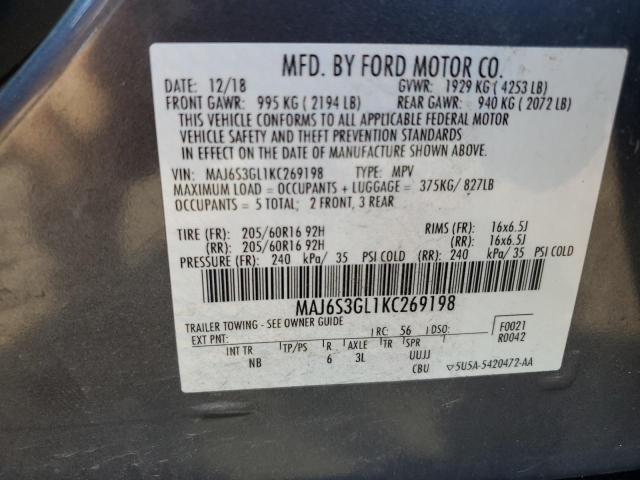 MFD. BY FORD MOTOR CO.
DATE: 12/18 GVWR: 1929 KG (4253 LB)
FRONT GAWR: 995 KG (2194 LB) REAR GAWR: 940 KG (2072 LB)
THIS VEHICLE CONFORMS TO ALL APPLICABLE FEDERAL MOTOR
VEHICLE SAFETY AND THEFT PREVENTION STANDARDS
IN EFFECT ON THE DATE OF MANUFACTURE SHOWN ABOVE.
VIN: MAJ6S3GL1KC269198 TYPE: MPV
MAXIMUM LOAD = OCCUPANTS + LUGGAGE = 375KG/ 827LB
OCCUPANTS = 5 TOTAL; 2 FRONT, 3 REAR
TIRE (FR): 205/60R16 92H RIMS (FR): 16x6.5J
(RR): 205/60R16 92H (RR): 16x6.5J
PRESSURE (FR): 240 kPa/ 35 PSI COLD (RR): 240 kPa/ 35 PSI COLD
MAJ6S3GL1KC269198
TRAILER TOWING - SEE OWNER GUIDE
EXT PNT: RC: 56 DSO: F0021
R0042
INT TR TP/PS R AXLE TR SPR
NB 6 3L UUJJ
CBU ▽5U5A-5420472-AA